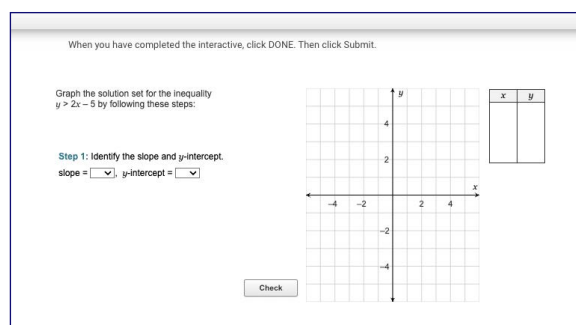 When you have completed the interactive, click DONE. Then click Submit.
Graph the solution set for the inequality
y > 2x – 5 by following these steps:
Step 1: Identify the slope and y-intercept.
slope = , y-intercept =
Check
y
4
2
x
–4 –2 2 4
–2
–4
x y